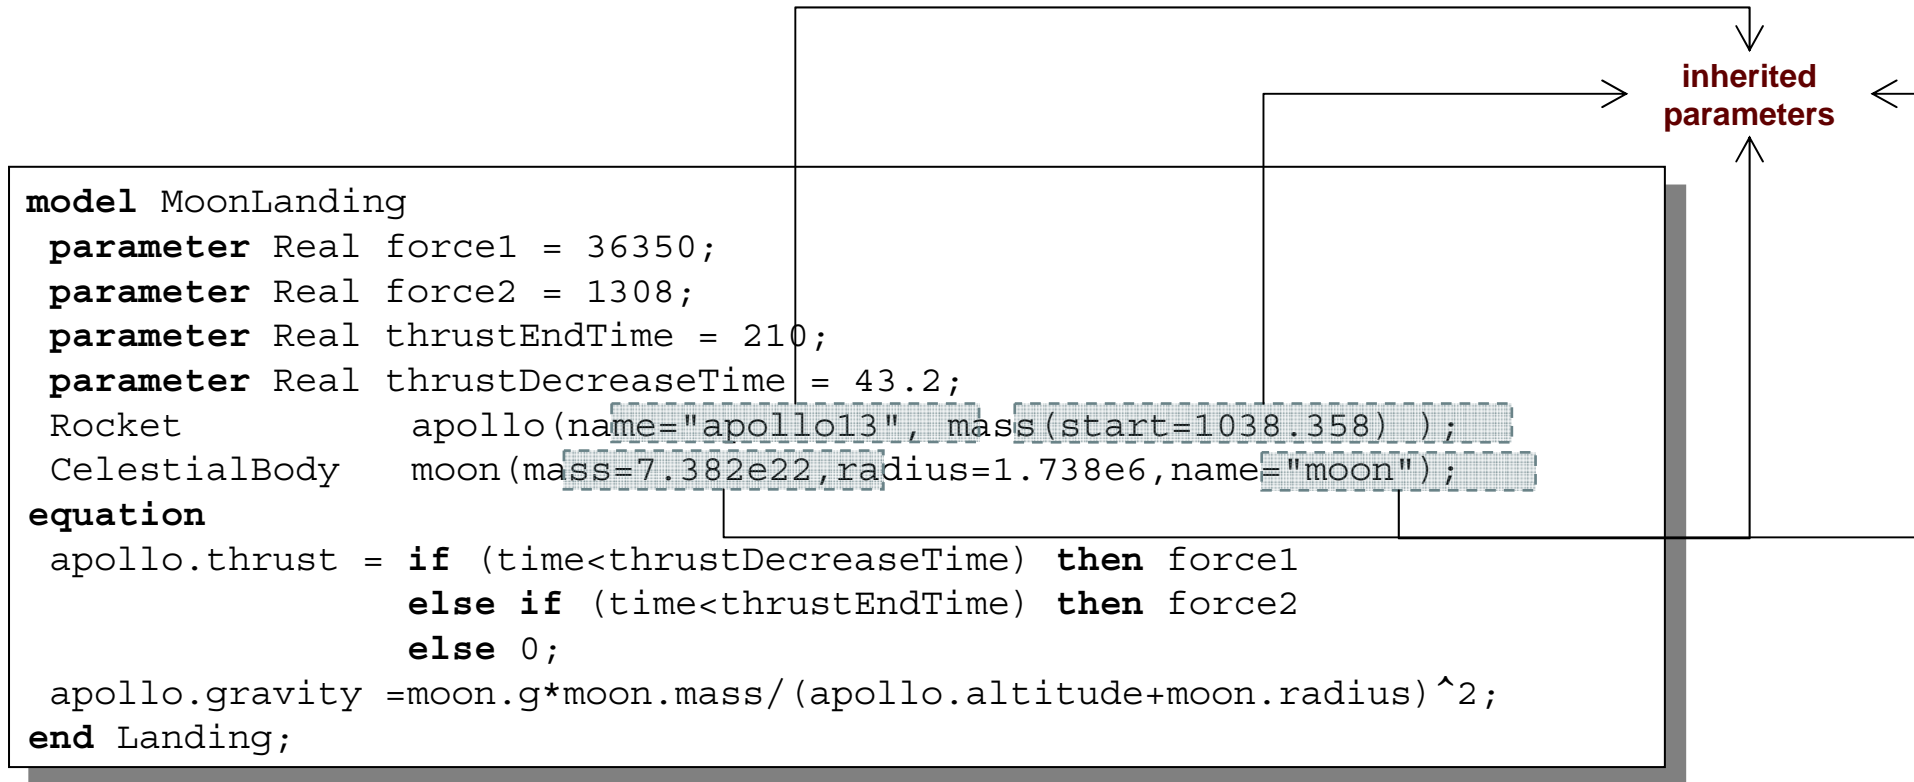 inherited
parameters
model MoonLanding
parameter Real force1 = 36350;
parameter Real force2 = 1308;
parameter Real thrustEndTime = 210;
parameter Real thrustDecreaseTime = 43.2;
Rocket apollo(name="apollo13", mass(start=1038.358) );
CelestialBody moon(mass=7.382e22,radius=1.738e6,name="moon");
equation
apollo.thrust = if (time<thrustDecreaseTime) then force1
else if (time<thrustEndTime) then force2
else 0;
apollo.gravity =moon.g*moon.mass/(apollo.altitude+moon.radius)^2;
end Landing;